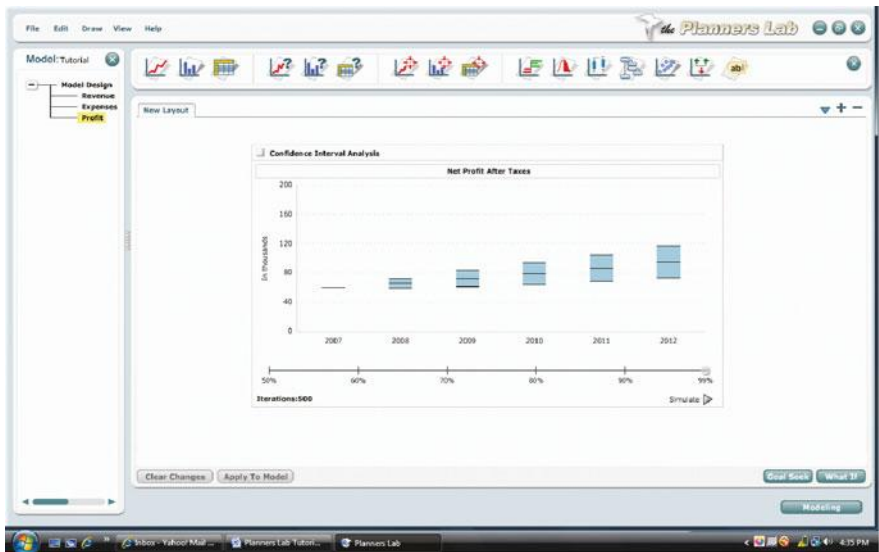 File Edit Draw View Help
the Planners Lab
Model: Tutorial
Model Design
Revenue
Expenses
Profit
ab
New Layout
Confidence Interval Analysis
Net Profit After Taxes
In thousands
200
160
120
80
40
0
2007 2008 2009 2010 2011 2012
50% 60% 70% 80% 90% 99%
Iterations:500
Simulate
Clear Changes Apply To Model Goal Seek What If
Modeling
Inbox - Yahoo! Mail ... Planners Lab Tutori... Planners Lab 4:35 PM